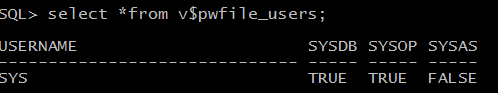 SQL> select *from v$pwfile_users;
USERNAME SYSDB SYSOP SYSAS
------------------------------ ----- ----- -----
SYS TRUE TRUE FALSE